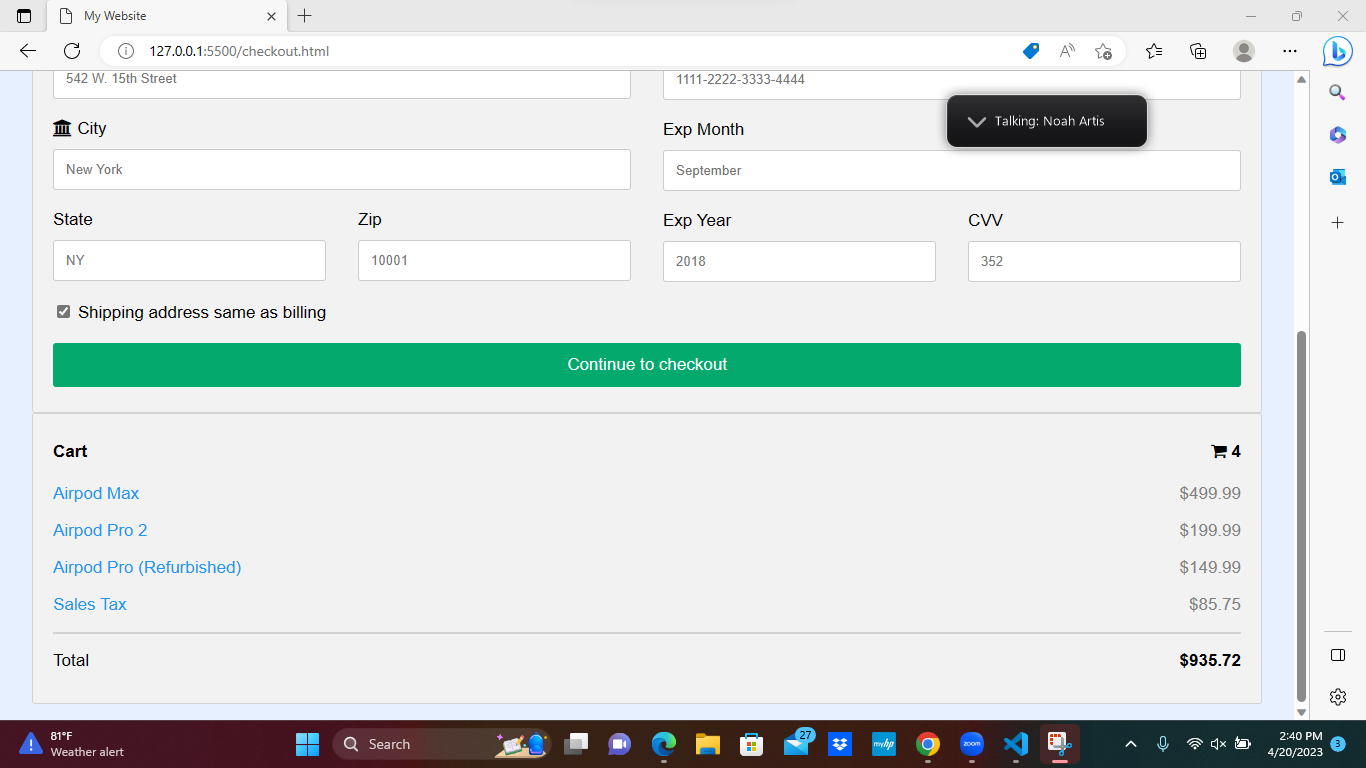 My Website
127.0.0.1:5500/checkout.html
542 W. 15th Street
1111-2222-3333-4444
Talking: Noah Artis
City
Exp Month
New York
September
State
Zip
Exp Year
CVV
NY
10001
2018
352
Shipping address same as billing
Continue to checkout
Cart
4
Airpod Max
$499.99
Airpod Pro 2
$199.99
Airpod Pro (Refurbished)
$149.99
Sales Tax
$85.75
Total
$935.72
81°F
Weather alert
Search
27
myhp
zoom
2:40 PM
4/20/2023
3